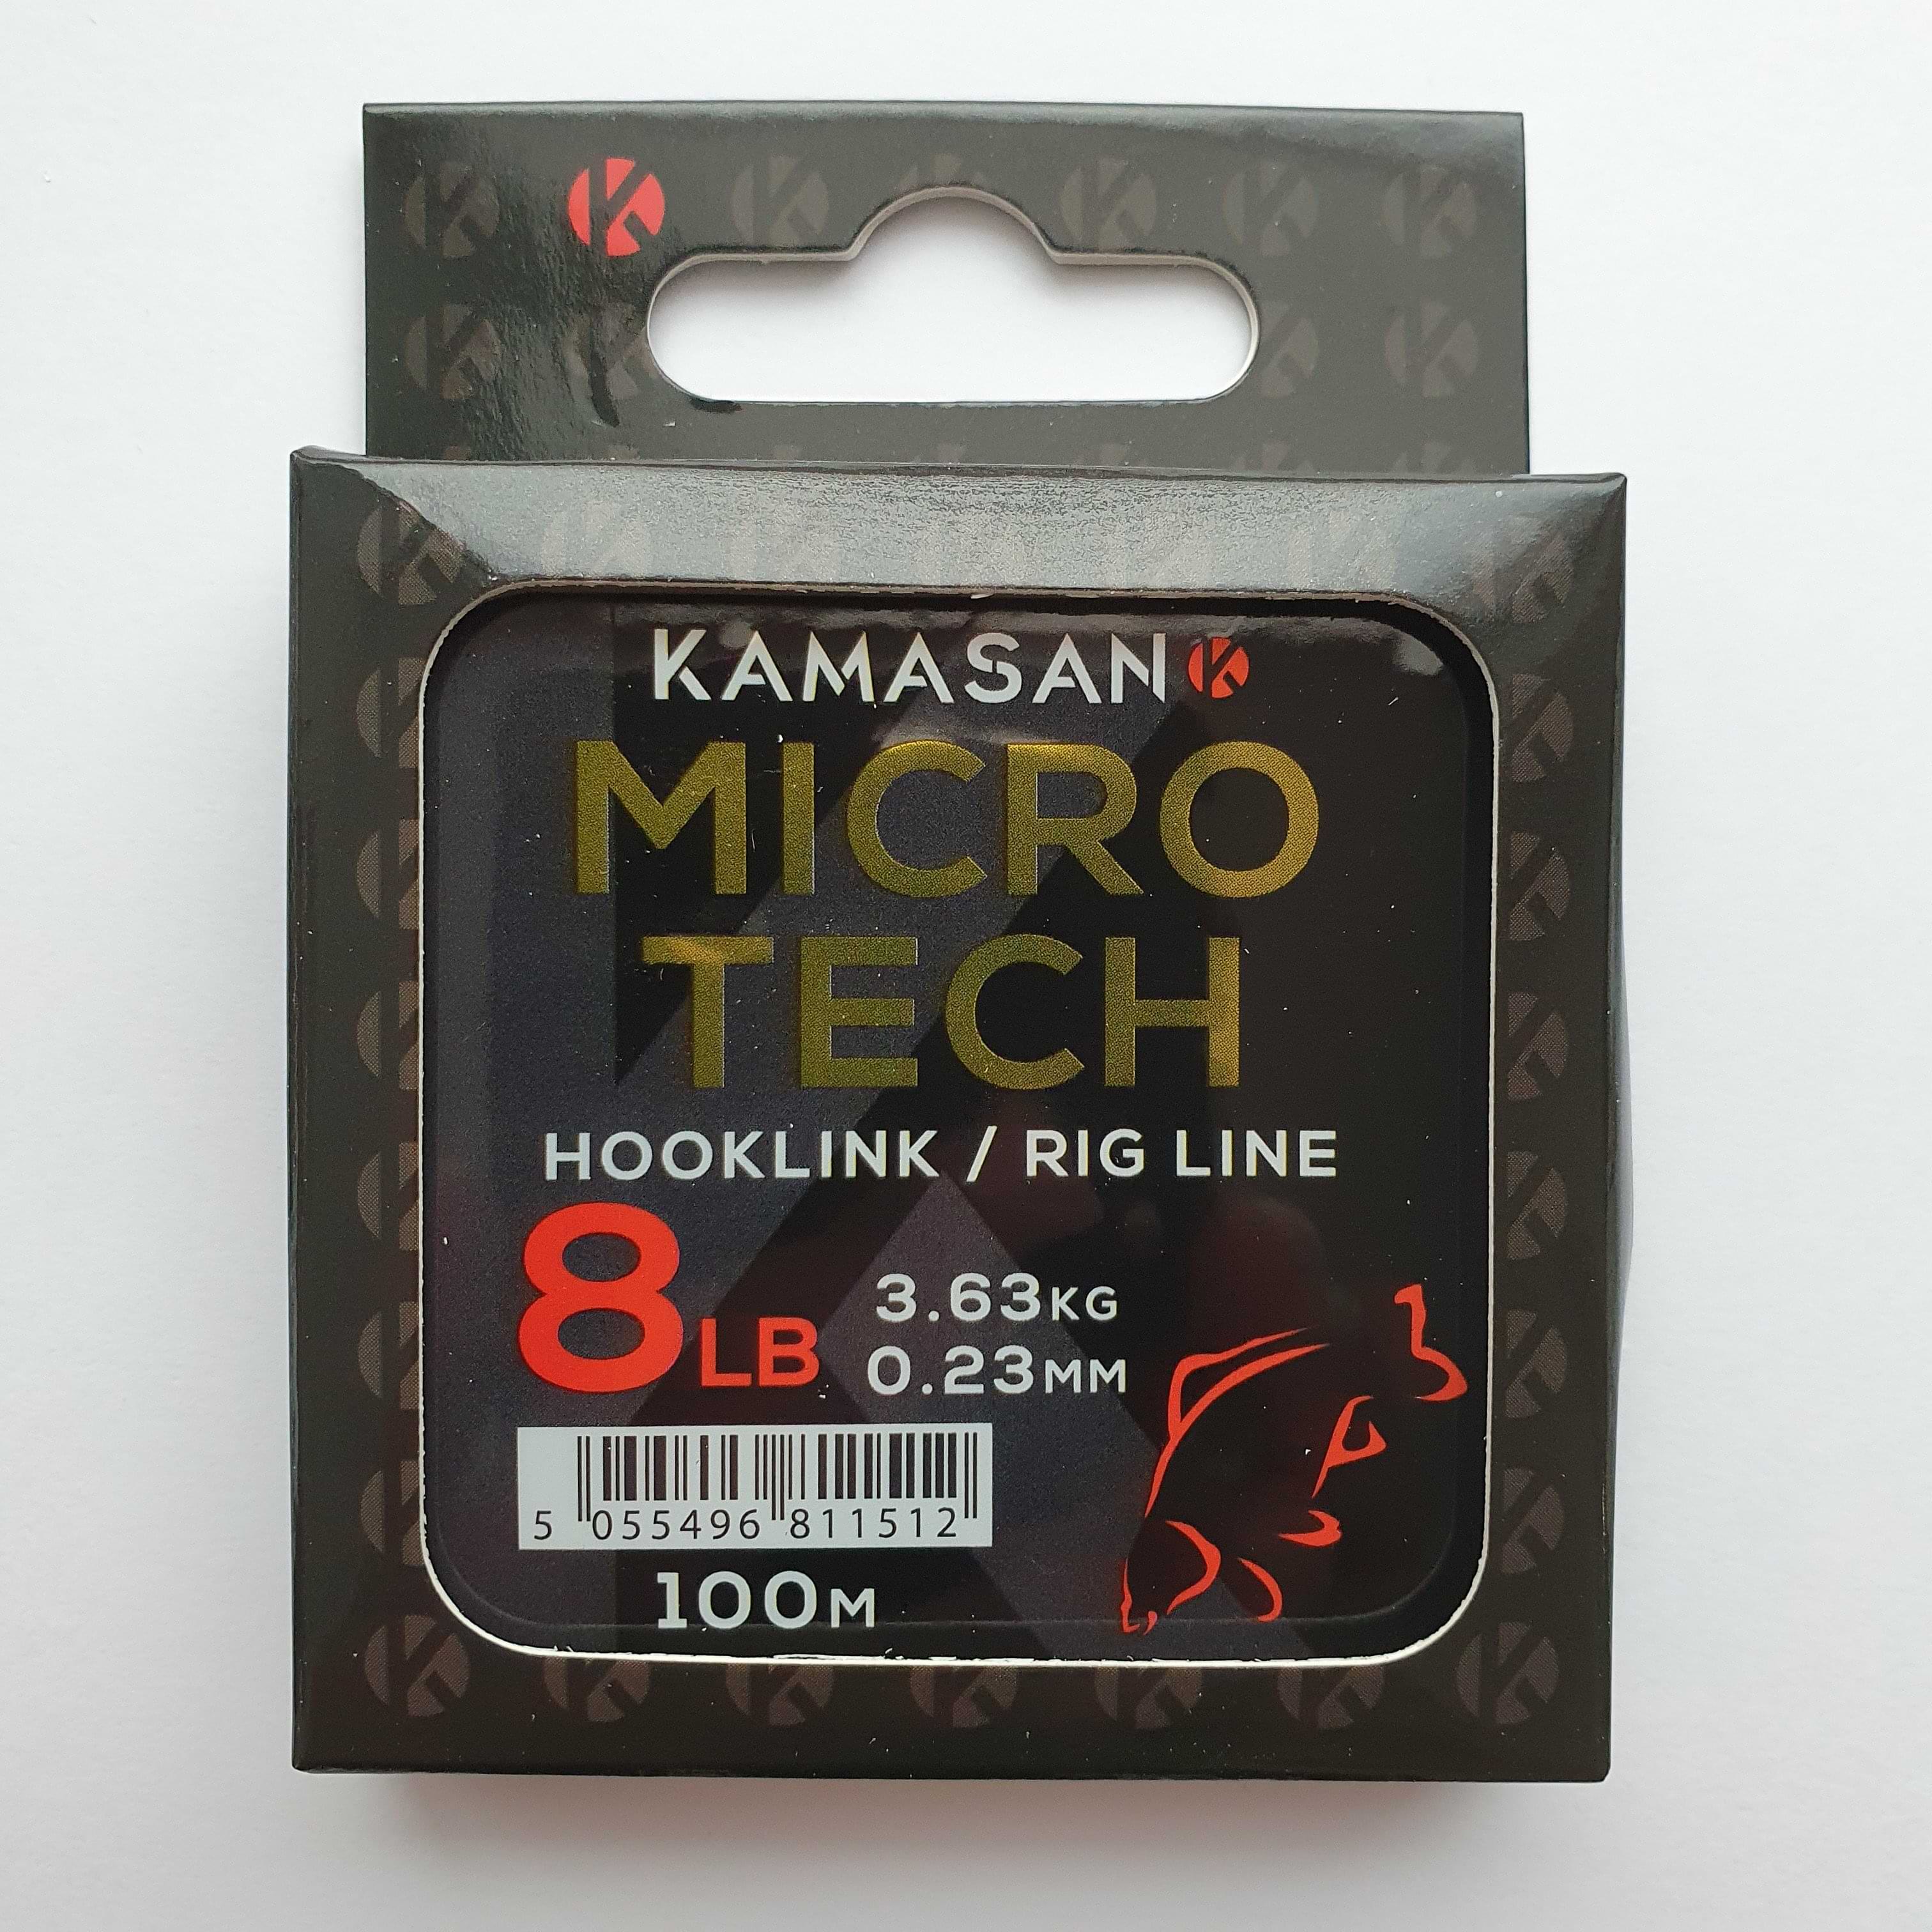 KAMASAN
MICRO
TECH
HOOKLINK / RIG LINE
8LB
3.63KG
0.23MM
5 055496 811512
100M